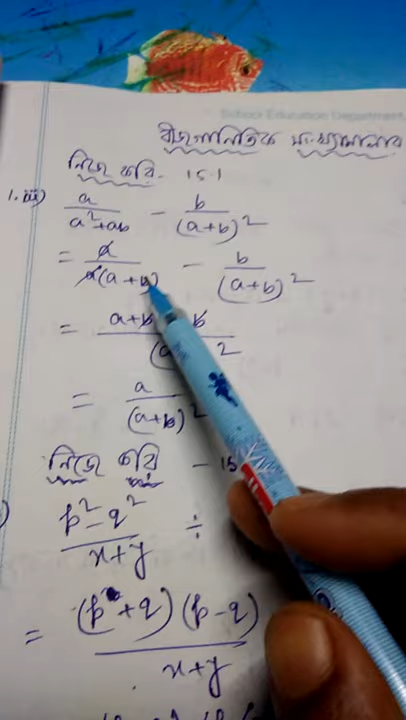 School Education Department
বীজগাণিতিক সংখ্যামালার
নিজে করি - 15.1
1. iii) a/(a²+ab) - b/(a+b)²
= a/(a(a+b)) - b/(a+b)²
= a+b b/( 2
= a/(a+b)²
নিজে করি - 15
(p²-q²)/(x+y) ÷
= (p+q)(p-q)/(x+y)